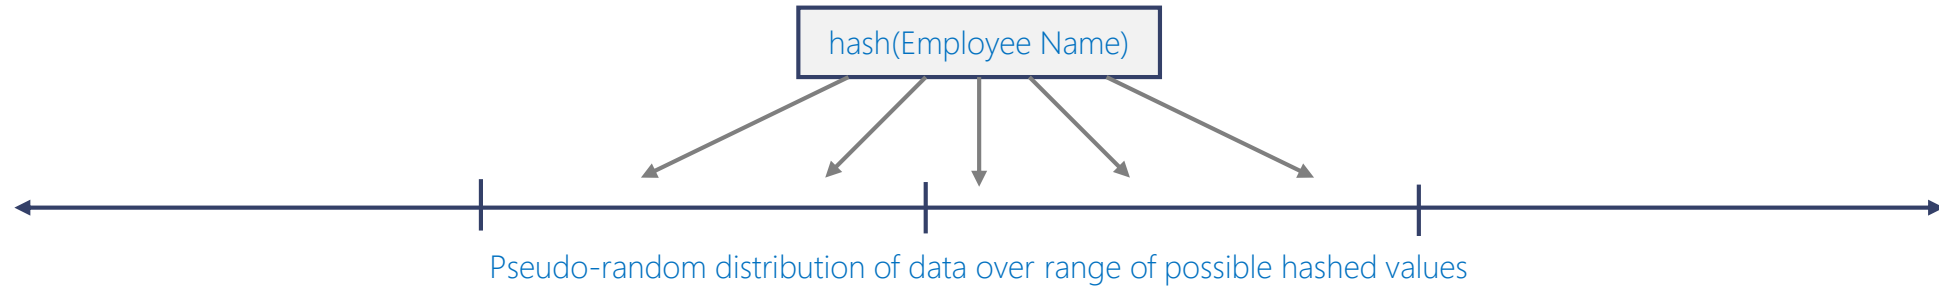 hash(Employee Name)
Pseudo-random distribution of data over range of possible hashed values